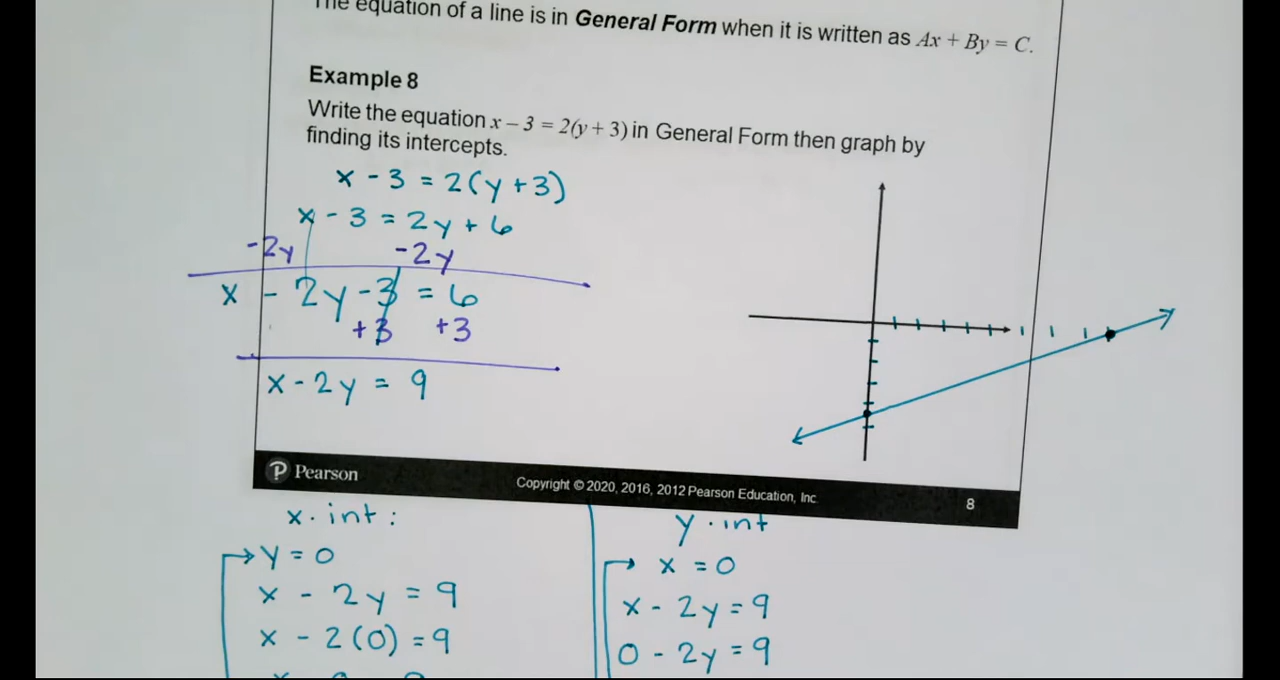 The equation of a line is in General Form when it is written as Ax + By = C.
Example 8
Write the equation x – 3 = 2(y + 3) in General Form then graph by
finding its intercepts.
x - 3 = 2(y + 3)
x - 3 = 2y + 6
-2y -2y
x - 2y - 3 = 6
+3 +3
x - 2y = 9
Pearson
Copyright © 2020, 2016, 2012 Pearson Education, Inc.
8
x · int :
y = 0
x - 2y = 9
x - 2(0) = 9
y · int
x = 0
x - 2y = 9
0 - 2y = 9